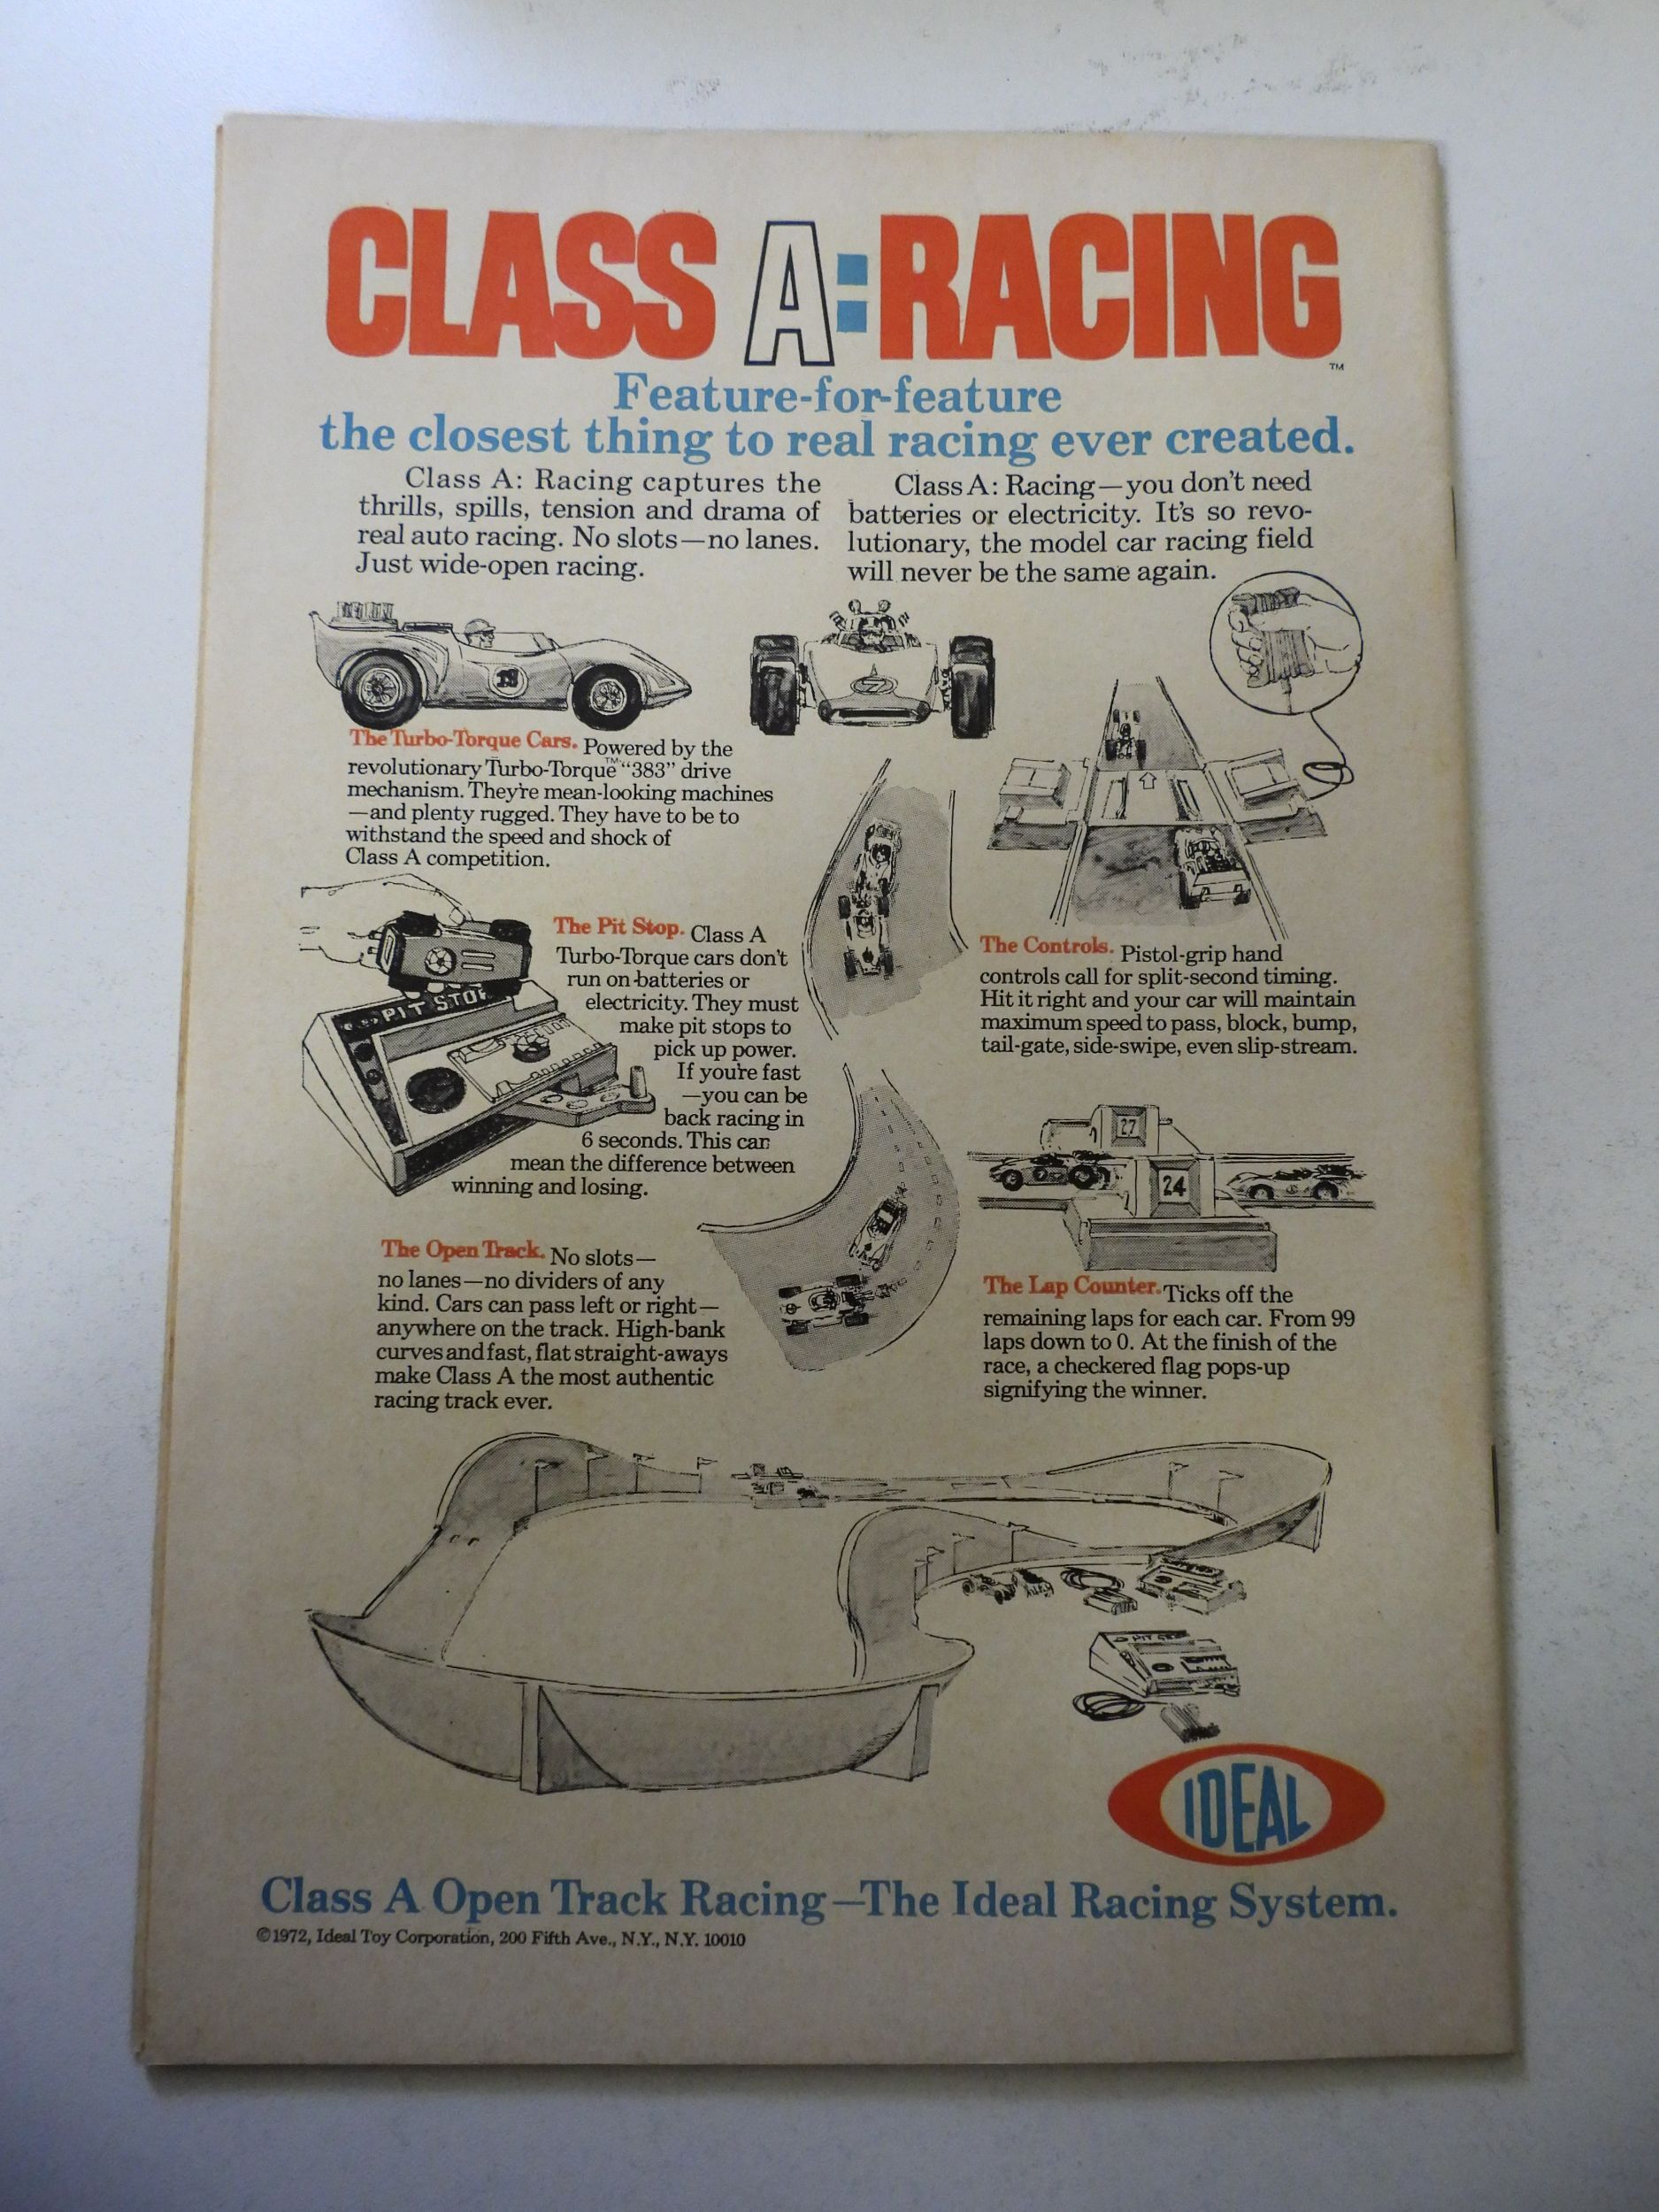 CLASS A: RACING
TM
Feature-for-feature
the closest thing to real racing ever created.
Class A: Racing captures the
thrills, spills, tension and drama of
real auto racing. No slots—no lanes.
Just wide-open racing.
Class A: Racing—you don't need
batteries or electricity. It's so revo-
lutionary, the model car racing field
will never be the same again.
The Turbo-Torque Cars. Powered by the
revolutionary Turbo-Torque™ "383" drive
mechanism. They're mean-looking machines
—and plenty rugged. They have to be to
withstand the speed and shock of
Class A competition.
PIT STOP
The Pit Stop. Class A
Turbo-Torque cars don't
run on batteries or
electricity. They must
make pit stops to
pick up power.
If you're fast
—you can be
back racing in
6 seconds. This can
mean the difference between
winning and losing.
The Controls. Pistol-grip hand
controls call for split-second timing.
Hit it right and your car will maintain
maximum speed to pass, block, bump,
tail-gate, side-swipe, even slip-stream.
27
24
The Open Track. No slots—
no lanes—no dividers of any
kind. Cars can pass left or right—
anywhere on the track. High-bank
curves and fast, flat straight-aways
make Class A the most authentic
racing track ever.
The Lap Counter. Ticks off the
remaining laps for each car. From 99
laps down to 0. At the finish of the
race, a checkered flag pops-up
signifying the winner.
IDEAL
Class A Open Track Racing—The Ideal Racing System.
©1972, Ideal Toy Corporation, 200 Fifth Ave., N.Y., N.Y. 10010